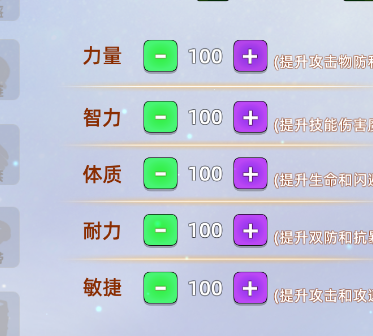 力量 - 100 + (提升攻击物防和
智力 - 100 + (提升技能伤害
体质 - 100 + (提升生命和闪
耐力 - 100 + (提升双防和抗
敏捷 - 100 + (提升攻击和攻